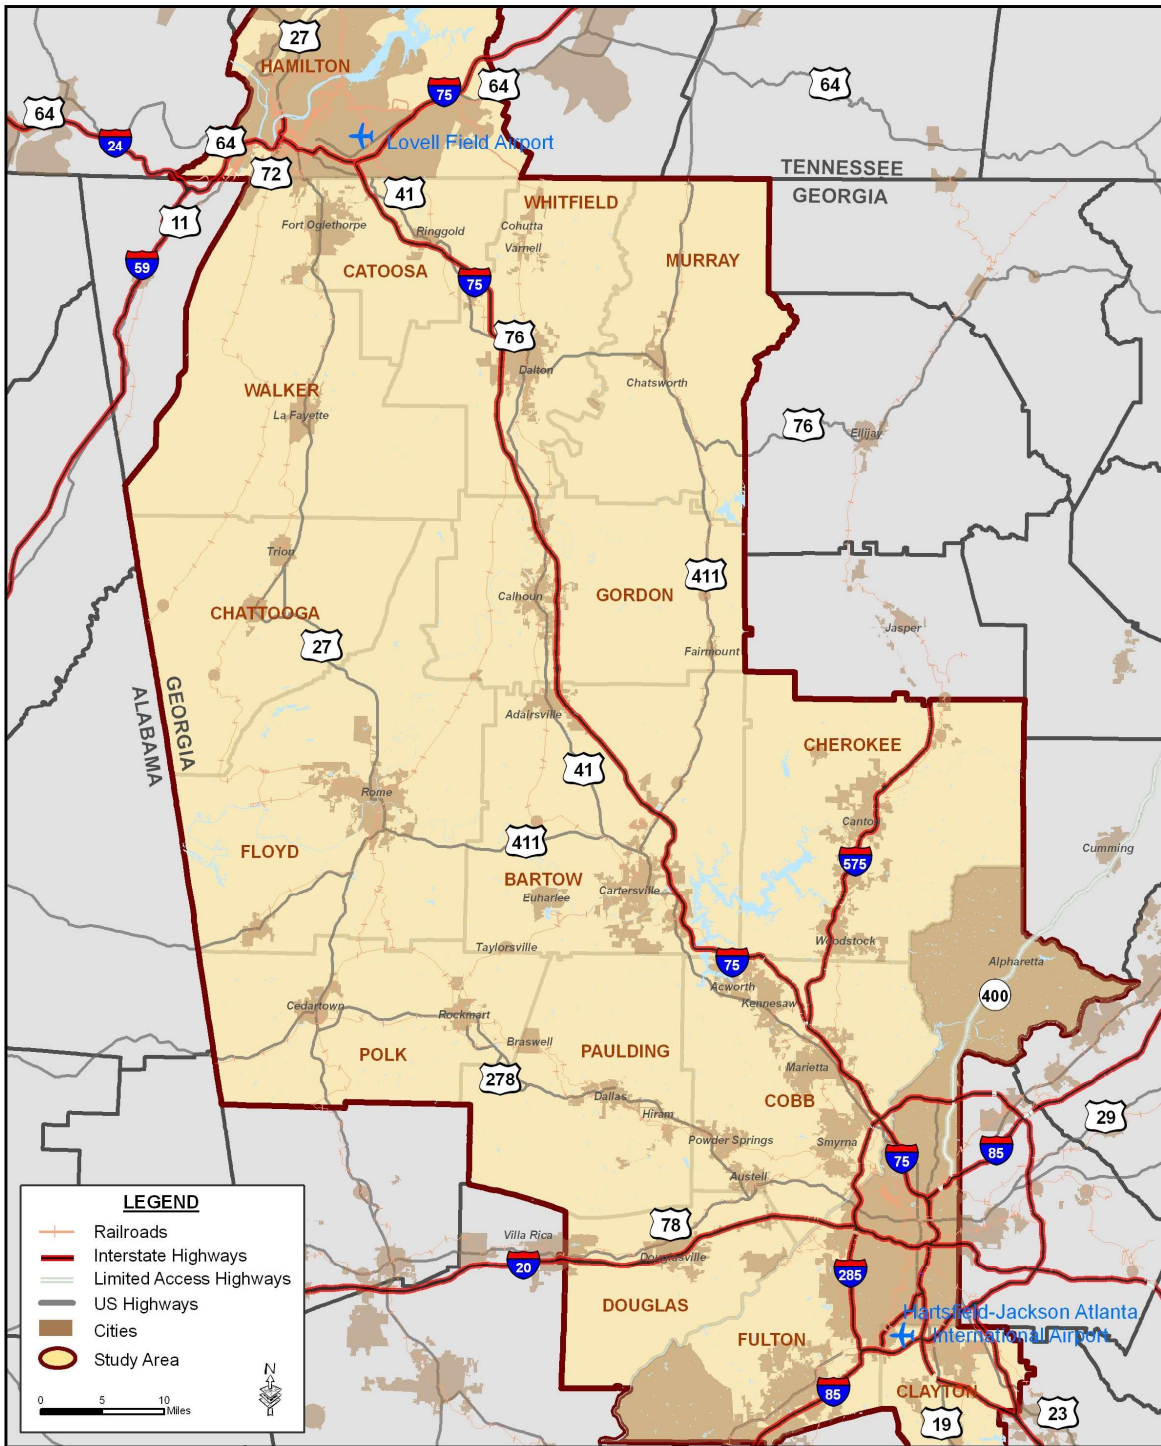 27
HAMILTON
75
64
64
64
24
64
Lovell Field Airport
72
TENNESSEE
GEORGIA
41
WHITFIELD
11
Fort Oglethorpe
Ringgold
Cohutta
Varnell
59
CATOOSA
75
MURRAY
76
Dalton
Chatsworth
WALKER
La Fayette
76
Ellijay
Trion
411
Calhoun
GORDON
CHATTOOGA
27
Jasper
Fairmount
GEORGIA
ALABAMA
Adairsville
CHEROKEE
41
Rome
Canton
411
575
Cumming
FLOYD
BARTOW
Euharlee
Cartersville
Taylorsville
Woodstock
75
Alpharetta
Acworth
Kennesaw
400
Cedartown
Rockmart
Braswell
POLK
PAULDING
278
Marietta
Dallas
COBB
Hiram
29
Powder Springs
Smyrna
85
75
Austell
78
Villa Rica
20
Douglasville
285
DOUGLAS
Hartsfield-Jackson Atlanta
International Airport
FULTON
85
CLAYTON
19
23
LEGEND
Railroads
Interstate Highways
Limited Access Highways
US Highways
Cities
Study Area
N
0 5 10
Miles